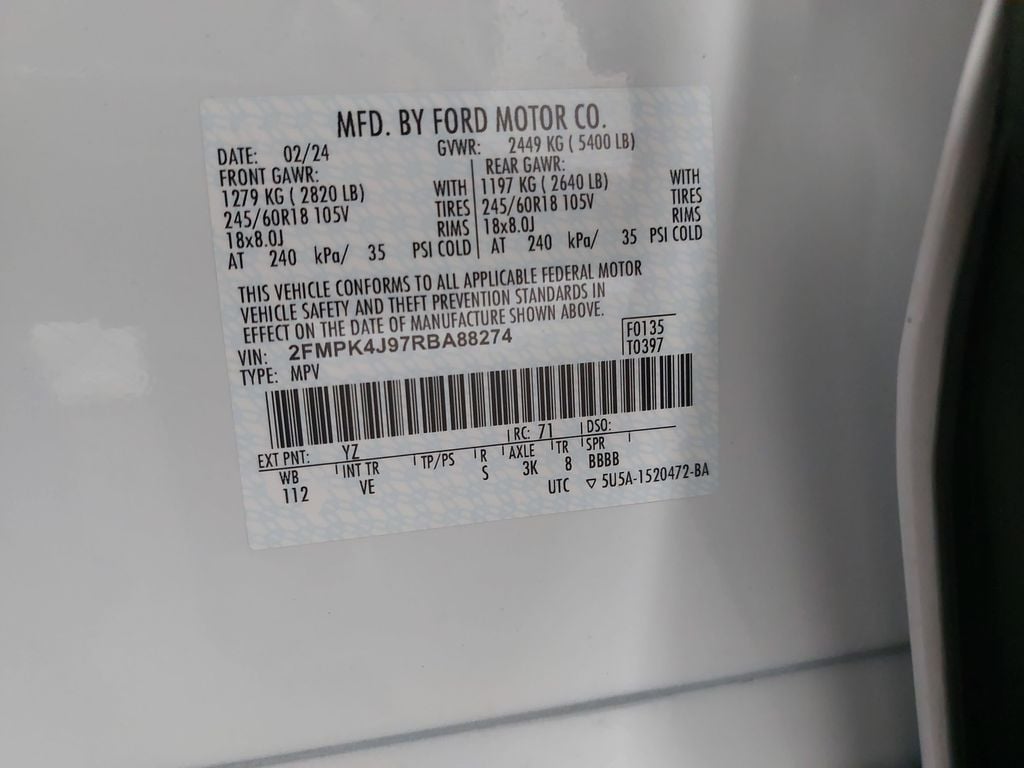 MFD. BY FORD MOTOR CO.
DATE: 02/24 GVWR: 2449 KG ( 5400 LB)
FRONT GAWR: REAR GAWR:
1279 KG ( 2820 LB) WITH 1197 KG ( 2640 LB) WITH
245/60R18 105V TIRES 245/60R18 105V TIRES
18x8.0J RIMS 18x8.0J RIMS
AT 240 kPa/ 35 PSI COLD AT 240 kPa/ 35 PSI COLD
THIS VEHICLE CONFORMS TO ALL APPLICABLE FEDERAL MOTOR
VEHICLE SAFETY AND THEFT PREVENTION STANDARDS IN
EFFECT ON THE DATE OF MANUFACTURE SHOWN ABOVE.
VIN: 2FMPK4J97RBA88274 F0135
TYPE: MPV T0397
EXT PNT: YZ RC: 71 DSO:
WB INT TR TP/PS R AXLE TR SPR
112 VE S 3K 8 BBBB
UTC ▽ 5U5A-1520472-BA